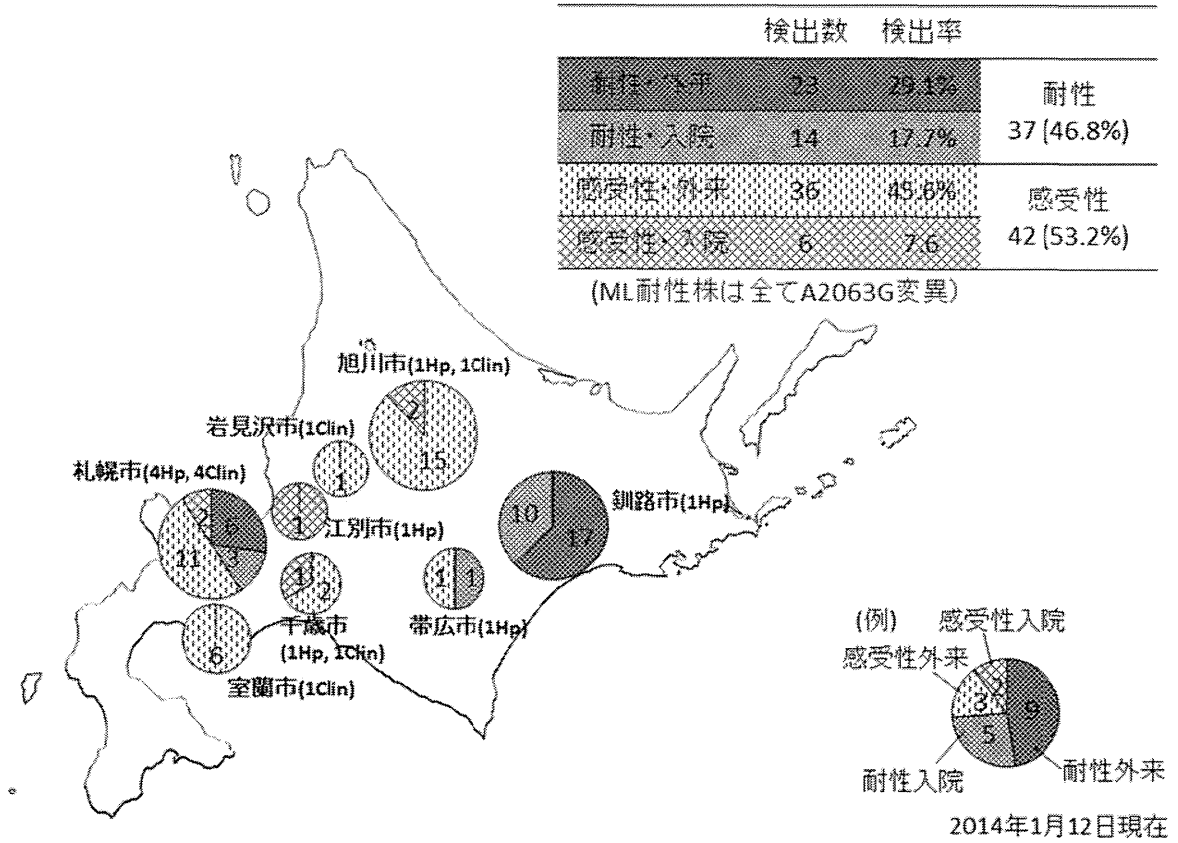 検出数 検出率
耐性・外来 23 29.1%
耐性・入院 14 17.7%
耐性
37 (46.8%)
感受性・外来 36 45.6%
感受性・入院 6 7.6
感受性
42 (53.2%)
(ML耐性株は全てA2063G変異)
旭川市(1Hp, 1Clin)
2
15
岩見沢市(1Clin)
1
札幌市(4Hp, 4Clin)
2 6
11 3
1
江別市(1Hp)
10
17
釧路市(1Hp)
1 2
千歳市
(1Hp, 1Clin)
1 1
帯広市(1Hp)
6
室蘭市(1Clin)
(例) 感受性入院
感受性外来
2
3 9
5
耐性入院
耐性外来
2014年1月12日現在